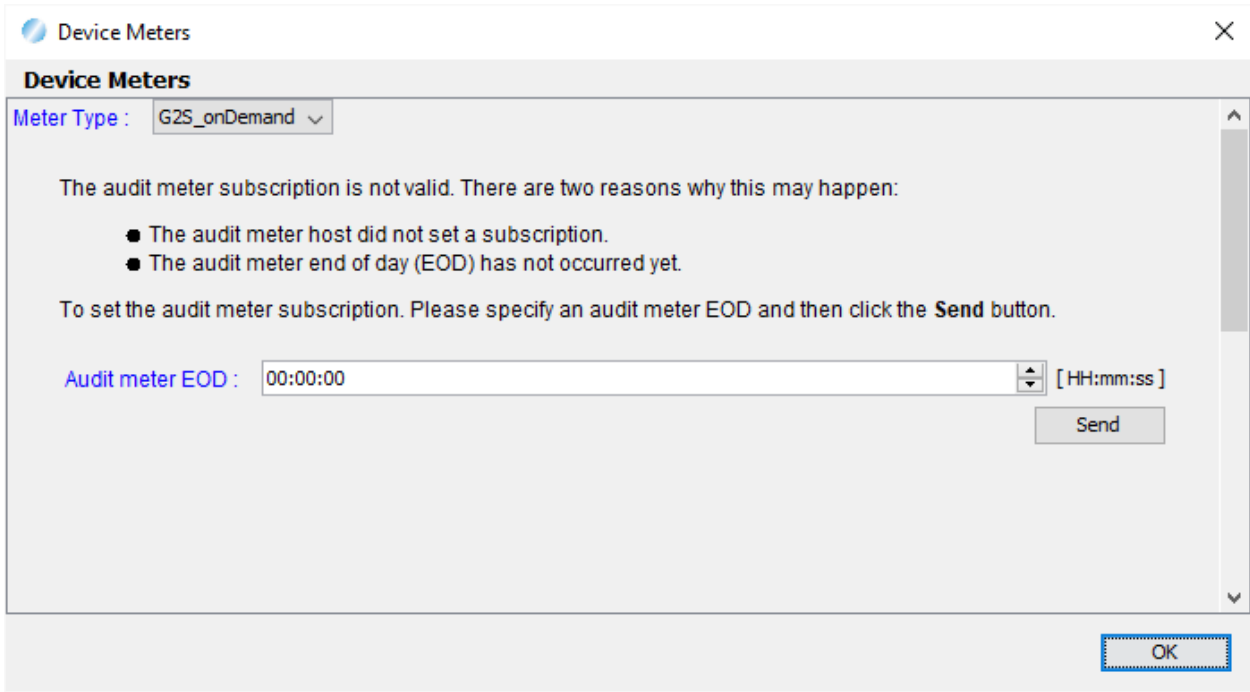 Device Meters
Device Meters
Meter Type : G2S_onDemand
The audit meter subscription is not valid. There are two reasons why this may happen:
The audit meter host did not set a subscription.
The audit meter end of day (EOD) has not occurred yet.
To set the audit meter subscription. Please specify an audit meter EOD and then click the Send button.
Audit meter EOD : 00:00:00 [ HH:mm:ss ]
Send
OK